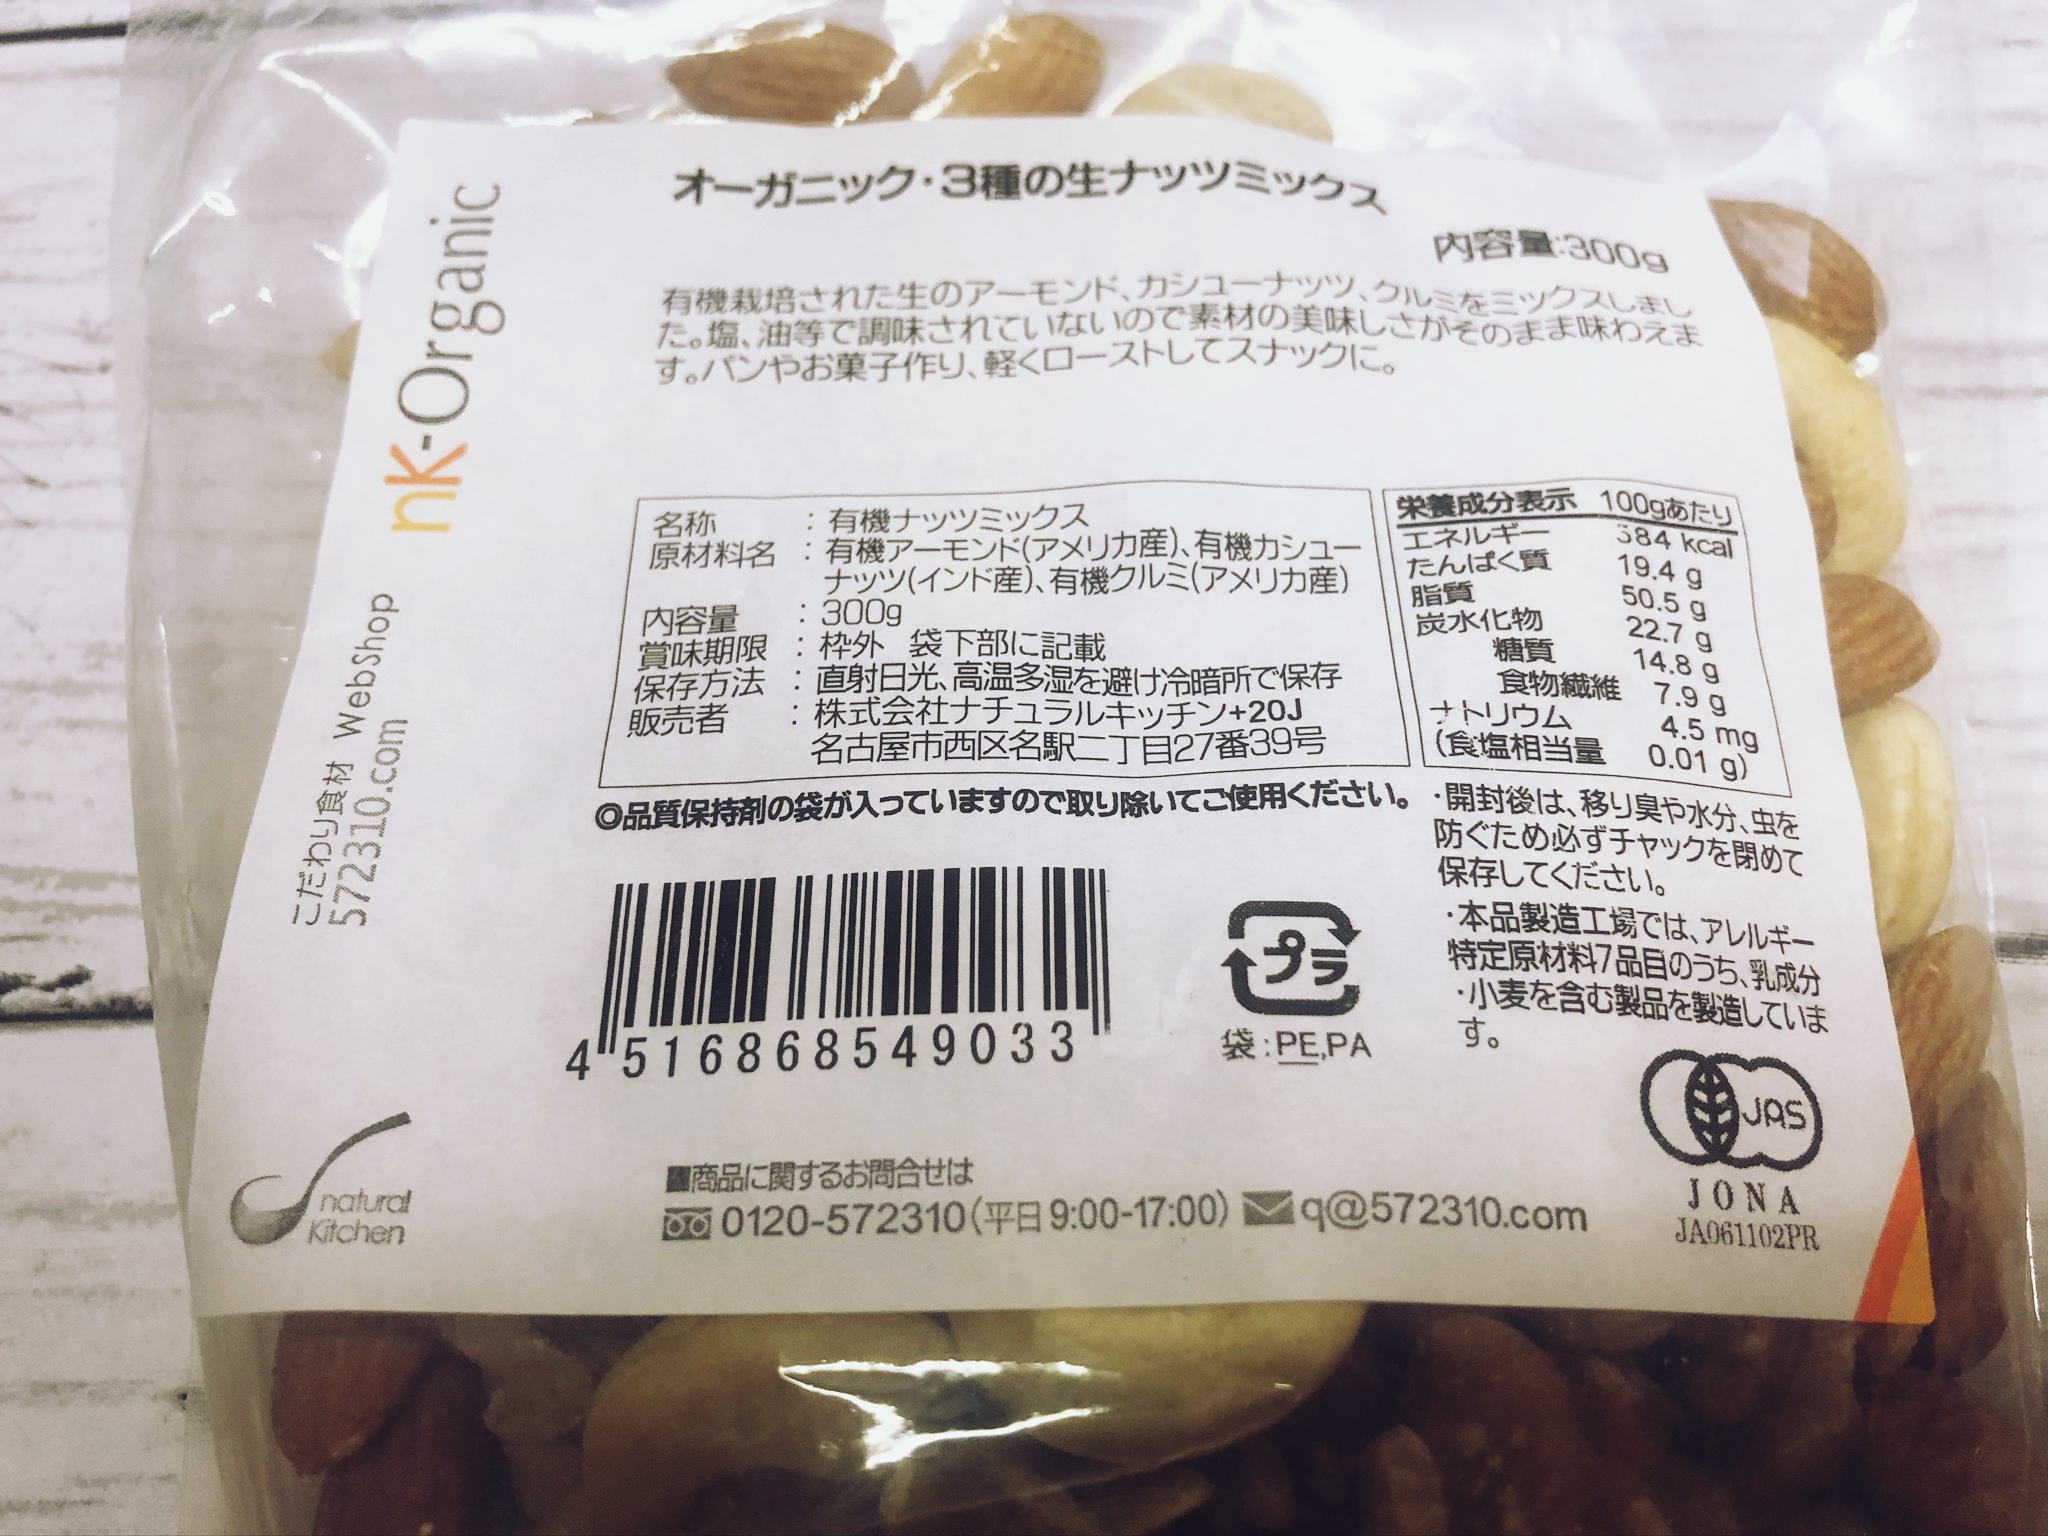 オーガニック・3種の生ナッツミックス
内容量:300g
有機栽培された生のアーモンド、カシューナッツ、クルミをミックスしまし
た。塩、油等で調味されていないので素材の美味しさがそのまま味わえま
す。パンやお菓子作り、軽くローストしてスナックに。
nk-Organic
こだわり食材 WebShop
572310.com
名称 : 有機ナッツミックス
原材料名 : 有機アーモンド(アメリカ産)、有機カシュー
ナッツ(インド産)、有機クルミ(アメリカ産)
内容量 : 300g
賞味期限 : 枠外 袋下部に記載
保存方法 : 直射日光、高温多湿を避け冷暗所で保存
販売者 : 株式会社ナチュラルキッチン+20J
名古屋市西区名駅二丁目27番39号
栄養成分表示 100gあたり
エネルギー 584 kcal
たんぱく質 19.4 g
脂質 50.5 g
炭水化物 22.7 g
糖質 14.8 g
食物繊維 7.9 g
ナトリウム 4.5 mg
(食塩相当量 0.01 g)
◎品質保持剤の袋が入っていますので取り除いてご使用ください。
・開封後は、移り臭や水分、虫を
防ぐため必ずチャックを閉めて
保存してください。
・本品製造工場では、アレルギー
特定原材料7品目のうち、乳成分
・小麦を含む製品を製造していま
す。
4 516868 549033
プラ
袋:PE,PA
JAS
JONA
JA061102PR
natural
Kitchen
■商品に関するお問合せは
0120-572310(平日9:00-17:00) q@572310.com